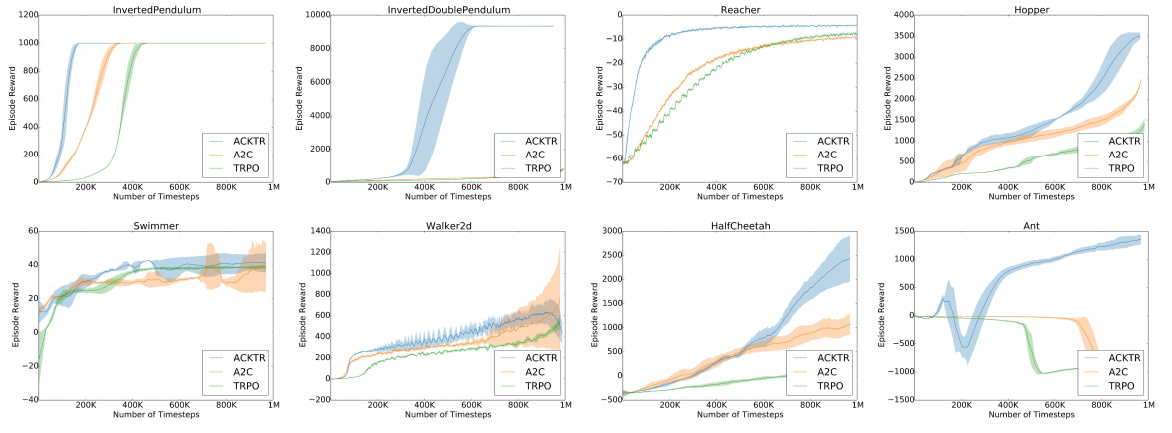 InvertedPendulum
1200
1000
800
600
400
200
0
Episode Reward
200K 400K 600K 800K 1M
Number of Timesteps
ACKTR
A2C
TRPO
InvertedDoublePendulum
10000
8000
6000
4000
2000
0
Episode Reward
200K 400K 600K 800K 1M
Number of Timesteps
ACKTR
A2C
TRPO
Reacher
0
−10
−20
−30
−40
−50
−60
−70
Episode Reward
200K 400K 600K 800K 1M
Number of Timesteps
ACKTR
A2C
TRPO
Hopper
4000
3500
3000
2500
2000
1500
1000
500
0
Episode Reward
200K 400K 600K 800K 1M
Number of Timesteps
ACKTR
A2C
TRPO
Swimmer
60
40
20
0
−20
−40
Episode Reward
200K 400K 600K 800K 1M
Number of Timesteps
ACKTR
A2C
TRPO
Walker2d
1400
1200
1000
800
600
400
200
0
−200
Episode Reward
200K 400K 600K 800K 1M
Number of Timesteps
ACKTR
A2C
TRPO
HalfCheetah
3000
2500
2000
1500
1000
500
0
−500
Episode Reward
200K 400K 600K 800K 1M
Number of Timesteps
ACKTR
A2C
TRPO
Ant
1500
1000
500
0
−500
−1000
−1500
Episode Reward
200K 400K 600K 800K 1M
Number of Timesteps
ACKTR
A2C
TRPO